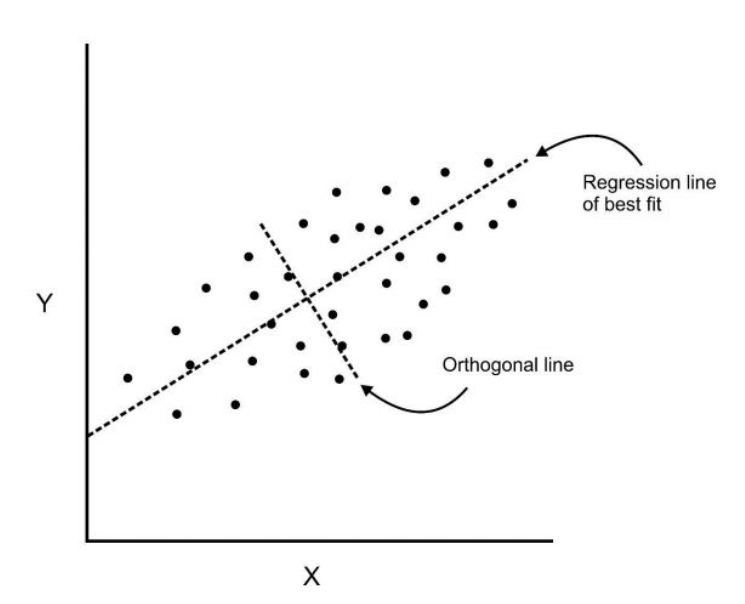 Regression line
of best fit
Y
Orthogonal line
X